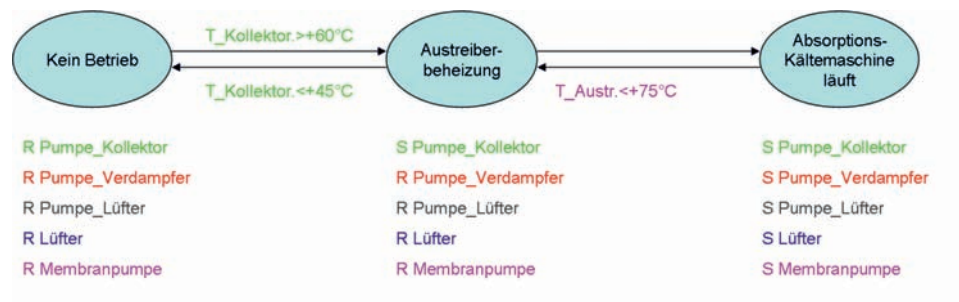 Kein Betrieb
T_Kollektor.>+60°C
T_Kollektor.<+45°C
Austreiber-
beheizung
T_Austr.<+75°C
Absorptions-
Kältemaschine
läuft
R Pumpe_Kollektor
R Pumpe_Verdampfer
R Pumpe_Lüfter
R Lüfter
R Membranpumpe
S Pumpe_Kollektor
R Pumpe_Verdampfer
R Pumpe_Lüfter
R Lüfter
R Membranpumpe
S Pumpe_Kollektor
S Pumpe_Verdampfer
S Pumpe_Lüfter
S Lüfter
S Membranpumpe